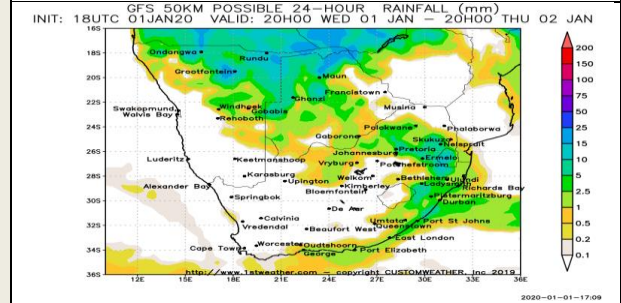 GFS 50KM POSSIBLE 24-HOUR RAINFALL (mm)
INIT: 18UTC 01JAN20 VALID: 20H00 WED 01 JAN - 20H00 THU 02 JAN
16S
18S
20S
22S
24S
26S
28S
30S
32S
34S
36S
Ondangwa
Rundu
Grootfontein
Maun
Francistown
Ghanzi
Windhoek
Gobabis
Musina
Swakopmund
Walvis Bay
Rehoboth
Polokwane
Phalaborwa
Gaborone
Skukuza
Pretoria
Nelspruit
Johannesburg
Ermelo
Luderitz
Keetmanshoop
Vryburg
Potchefstroom
Karasburg
Upington
Welkom
Bethlehem
Ulundi
Alexander Bay
Kimberley
Ladysmith
Richards Bay
Bloemfontein
Springbok
Pietermaritzburg
Durban
De Aar
Calvinia
Umtata
Port St Johns
Vredendal
Beaufort West
Queenstown
East London
Cape Town
Worcester
Oudtshoorn
George
Port Elizabeth
http://www.1stweather.com - copyright CUSTOMWEATHER, Inc 2019
12E 15E 18E 21E 24E 27E 30E 33E 36E
200
150
100
75
50
25
15
10
5
2.5
1
0.5
0.2
0.1
2020-01-01-17:09